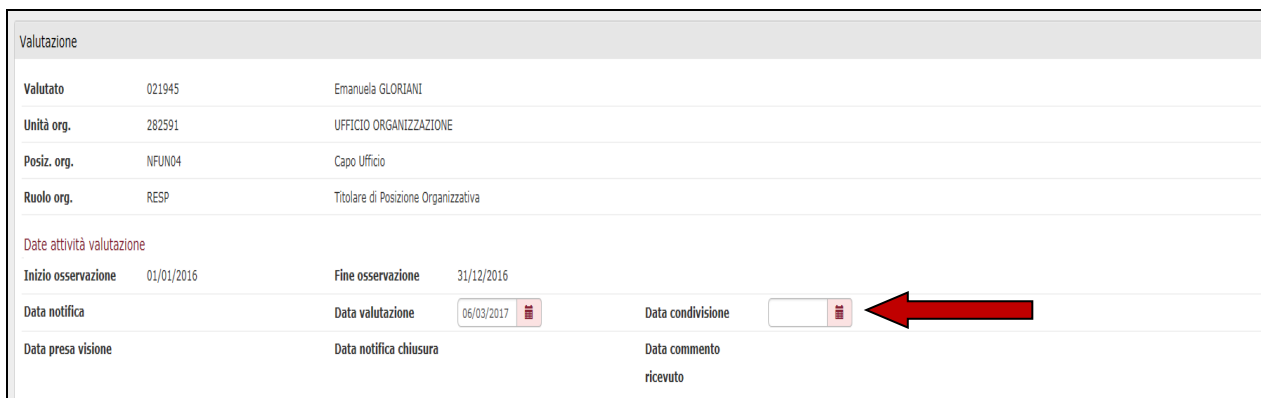 Valutazione
Valutato 021945 Emanuela GLORIANI
Unità org. 282591 UFFICIO ORGANIZZAZIONE
Posiz. org. NFUN04 Capo Ufficio
Ruolo org. RESP Titolare di Posizione Organizzativa
Date attività valutazione
Inizio osservazione 01/01/2016 Fine osservazione 31/12/2016
Data notifica Data valutazione 06/03/2017 Data condivisione
Data presa visione Data notifica chiusura Data commento
ricevuto